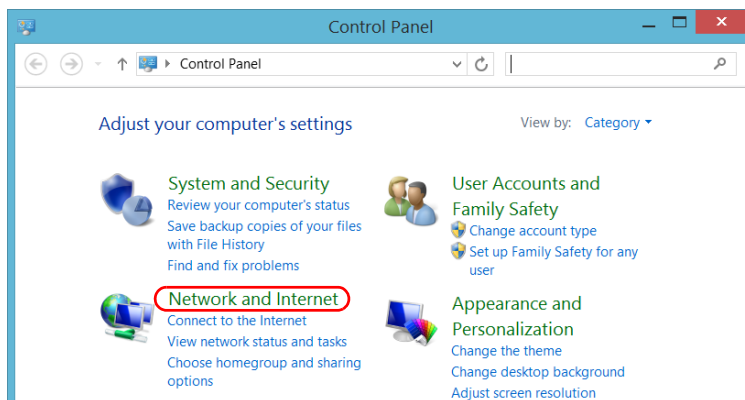 Control Panel
Control Panel
Adjust your computer's settings
View by: Category
System and Security
Review your computer's status
Save backup copies of your files
with File History
Find and fix problems
Network and Internet
Connect to the Internet
View network status and tasks
Choose homegroup and sharing
options
User Accounts and
Family Safety
Change account type
Set up Family Safety for any
user
Appearance and
Personalization
Change the theme
Change desktop background
Adjust screen resolution